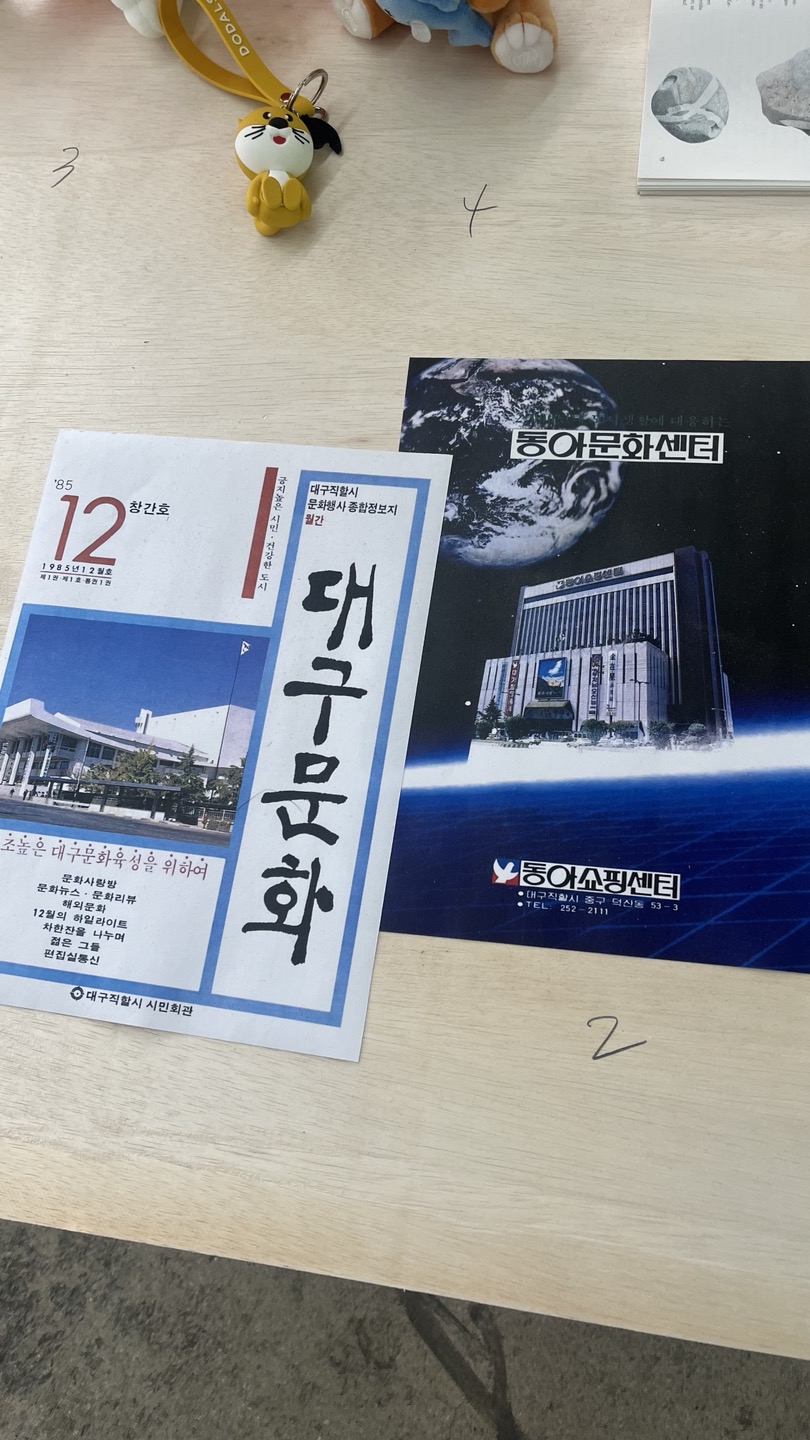 DODALS
3
4
'85
12
창간호
1985년12월호
제1권·제1호·통권1권
긍지높은 시민·건강한 도시
대구직할시
문화행사 종합정보지
월간
대구문화
조높은 대구문화육성을 위하여
문화사랑방
문화뉴스·문화리뷰
해외문화
12월의 하일라이트
차한잔을 나누며
젊은 그들
편집실통신
대구직할시 시민회관
대응하는
동아문화센터
동아쇼핑센터
동아쇼핑센터
대구직할시 중구 덕산동 53-3
TEL. 252-2111
2